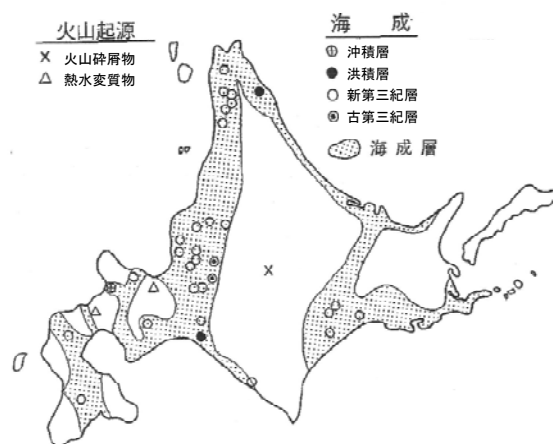 火山起源
火山砕屑物
熱水変質物
海成
沖積層
洪積層
新第三紀層
古第三紀層
海成層